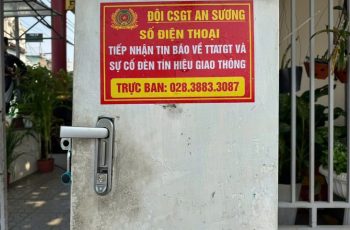 ĐỘI CSGT AN SƯƠNG
SỐ ĐIỆN THOẠI
TIẾP NHẬN TIN BÁO VỀ TTATGT VÀ
SỰ CỐ ĐÈN TÍN HIỆU GIAO THÔNG
TRỰC BAN: 028.3883.3087